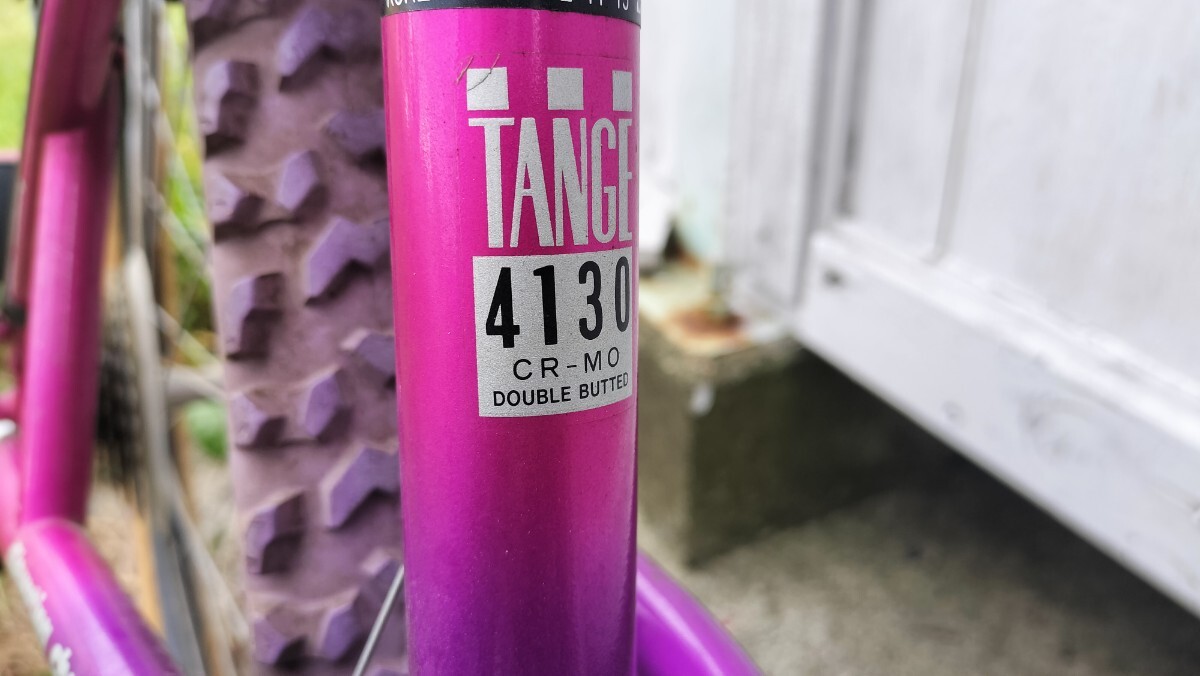 TANGE
4130
CR-MO
DOUBLE BUTTED